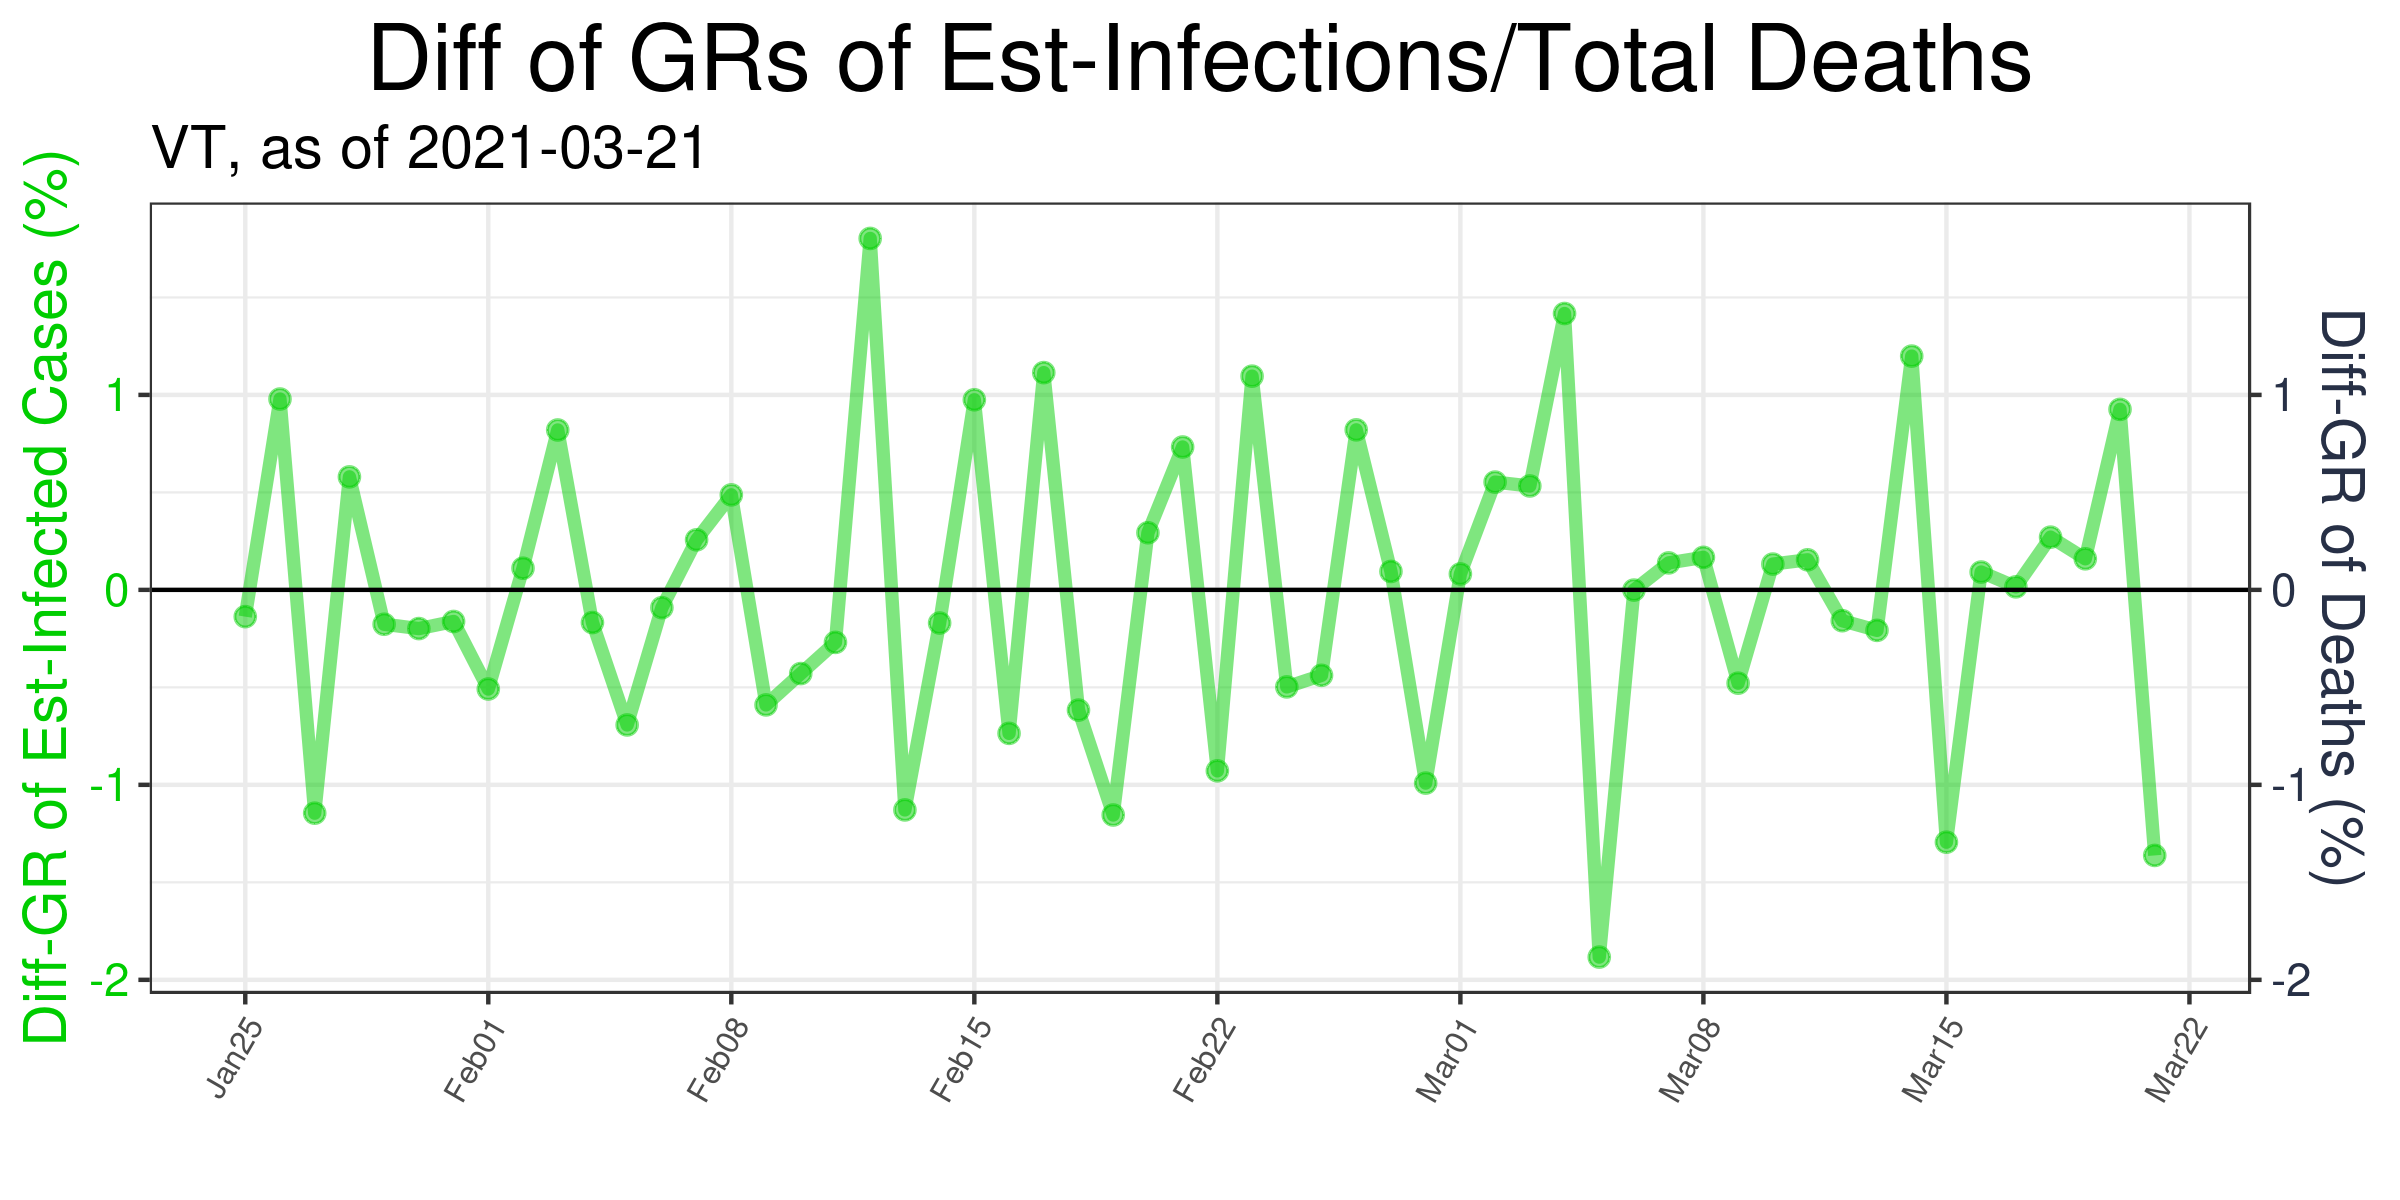 Diff of GRs of Est-Infections/Total Deaths
VT, as of 2021-03-21
Diff-GR of Est-Infected Cases (%)
1
0
-1
-2
1
0
-1
-2
Diff-GR of Deaths (%)
Jan25
Feb01
Feb08
Feb15
Feb22
Mar01
Mar08
Mar15
Mar22